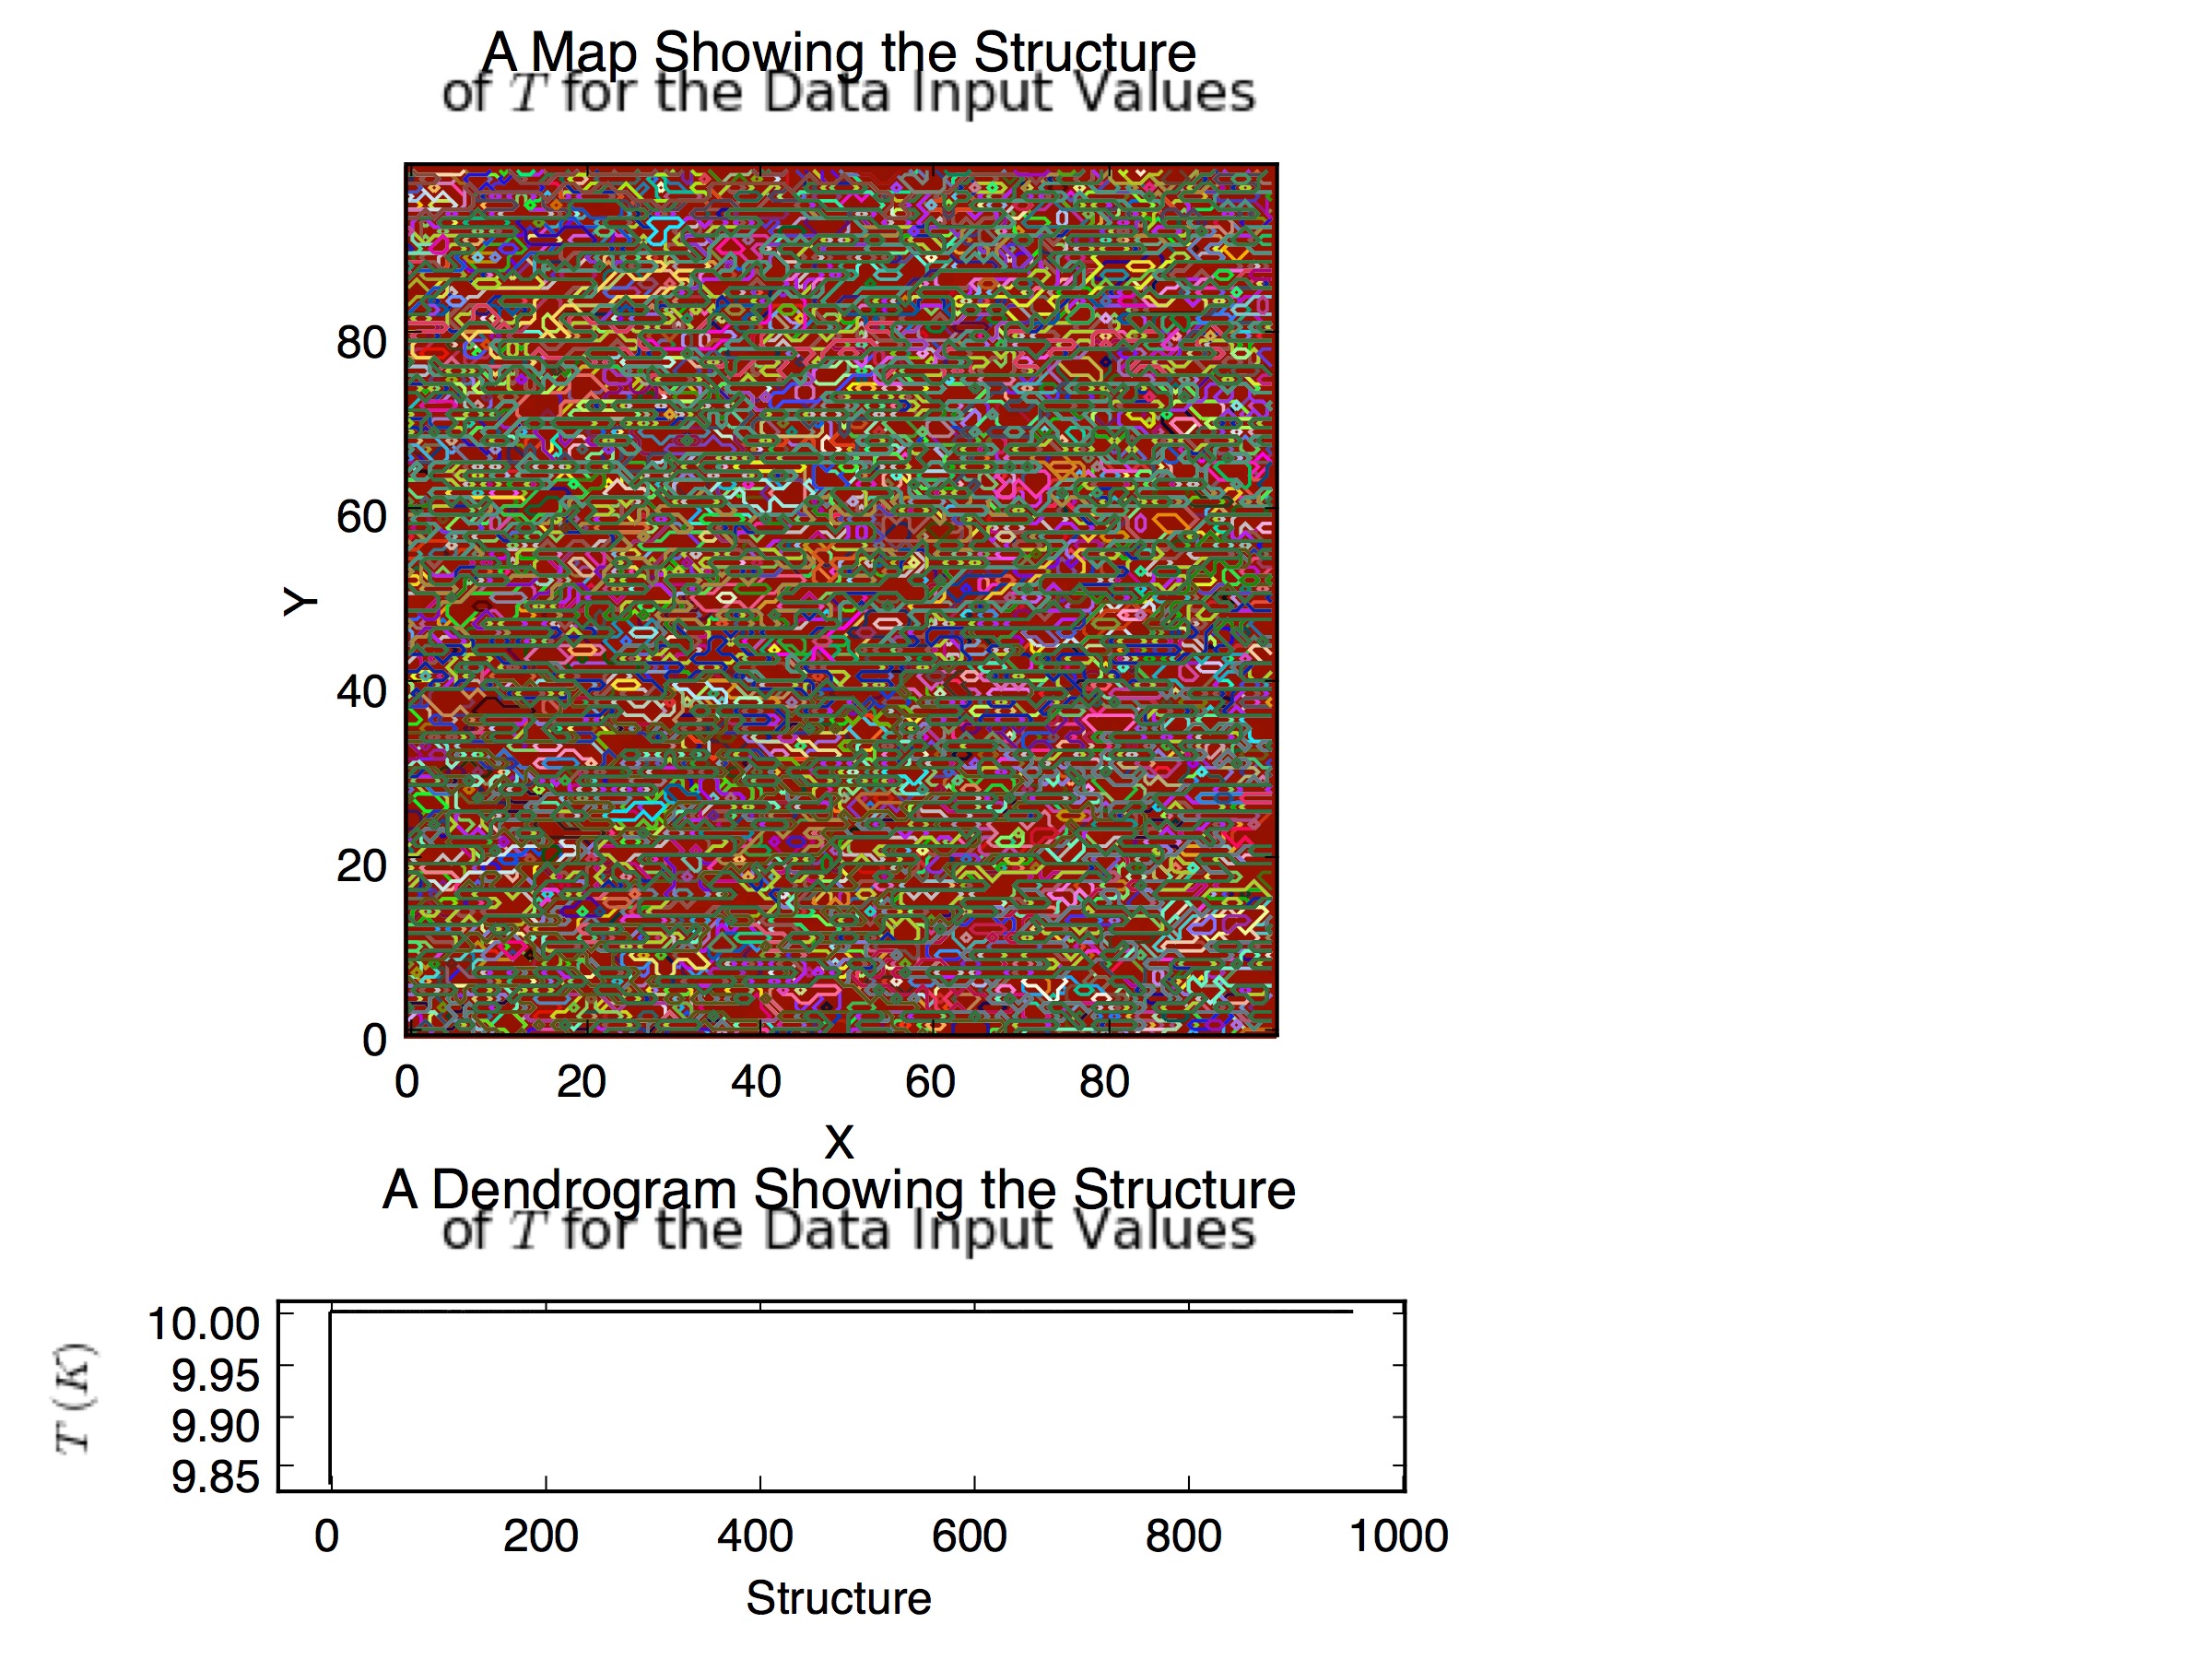 A Map Showing the Structure
of T for the Data Input Values
80
60
Y
40
20
0
0 20 40 60 80
X
A Dendrogram Showing the Structure
of T for the Data Input Values
10.00
9.95
T (K)
9.90
9.85
0 200 400 600 800 1000
Structure